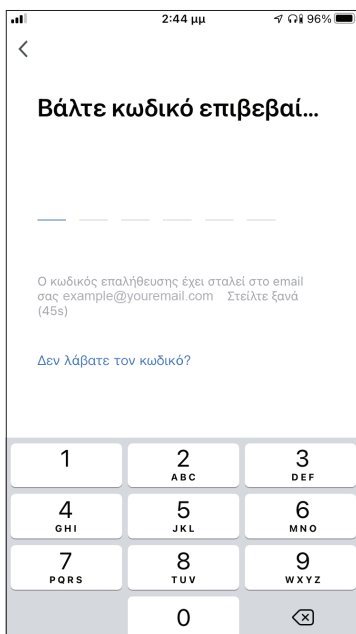 2:44 μμ 96%
Βάλτε κωδικό επιβεβαί...
Ο κωδικός επαλήθευσης έχει σταλεί στο email
σας example@youremail.com Στείλτε ξανά
(45s)
Δεν λάβατε τον κωδικό?
1 2 3
ABC DEF
4 5 6
GHI JKL MNO
7 8 9
PQRS TUV WXYZ
0